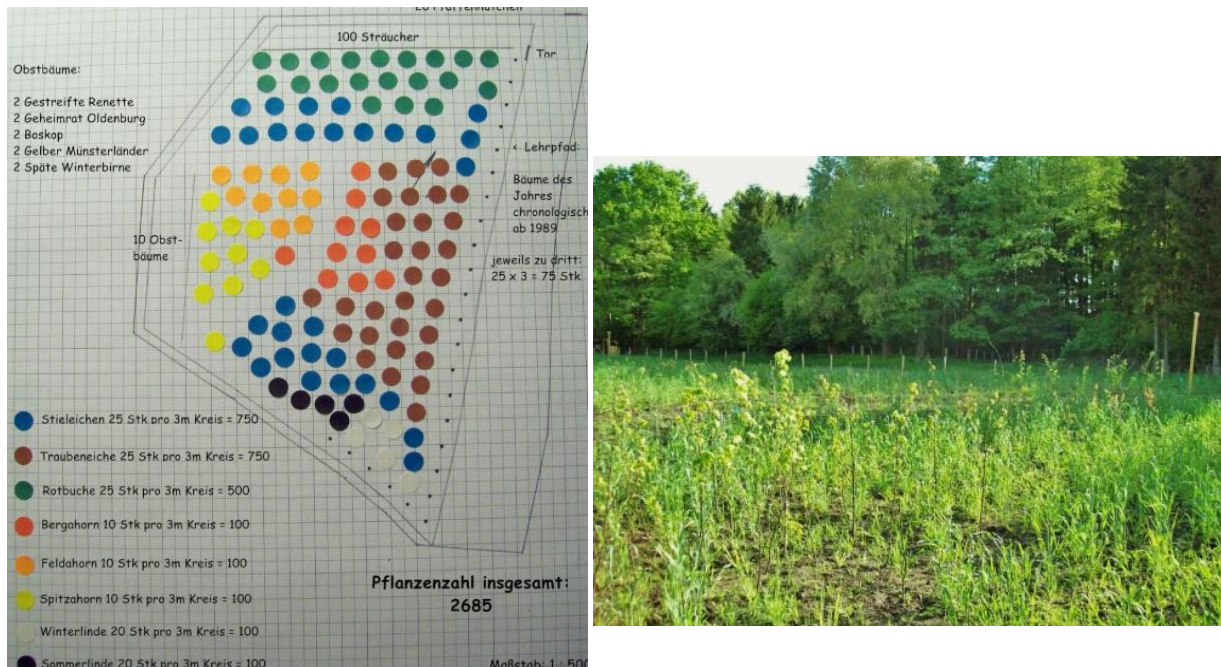 100 Sträucher
Tor
Obstbäume:
2 Gestreifte Renette
2 Geheimrat Oldenburg
2 Boskop
2 Gelber Münsterländer
2 Späte Winterbirne
< Lehrpfad:
Bäume des
Jahres
chronologisch
ab 1989
jeweils zu dritt:
25 x 3 = 75 Stk
10 Obst-
bäume
Stieleichen 25 Stk pro 3m Kreis = 750
Traubeneiche 25 Stk pro 3m Kreis = 750
Rotbuche 25 Stk pro 3m Kreis = 500
Bergahorn 10 Stk pro 3m Kreis = 100
Feldahorn 10 Stk pro 3m Kreis = 100
Spitzahorn 10 Stk pro 3m Kreis = 100
Winterlinde 20 Stk pro 3m Kreis = 100
Sommerlinde 20 Stk pro 3m Kreis = 100
Pflanzenzahl insgesamt:
2685
Maßstab: 1 : 500